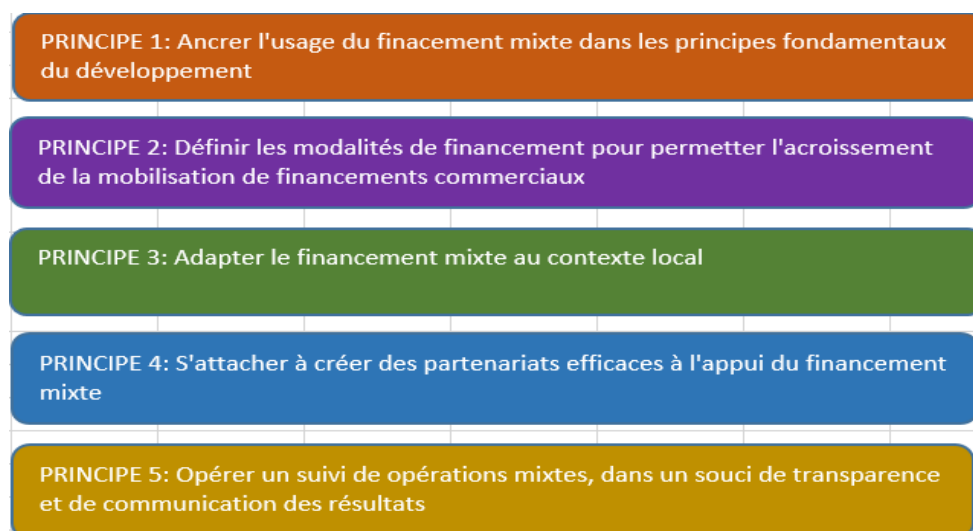 PRINCIPE 1: Ancrer l'usage du finacement mixte dans les principes fondamentaux
du développement
PRINCIPE 2: Définir les modalités de financement pour permetter l'acroissement
de la mobilisation de financements commerciaux
PRINCIPE 3: Adapter le financement mixte au contexte local
PRINCIPE 4: S'attacher à créer des partenariats efficaces à l'appui du financement
mixte
PRINCIPE 5: Opérer un suivi de opérations mixtes, dans un souci de transparence
et de communication des résultats